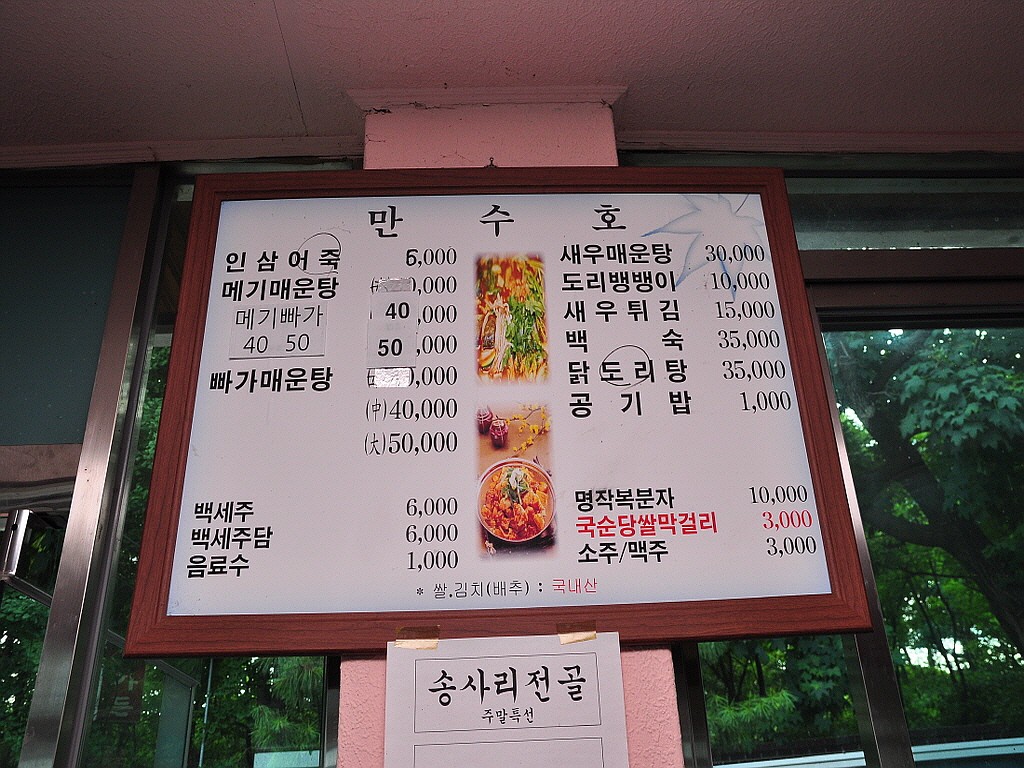 만 수 호
인 삼 어 죽 6,000
메기매운탕 0,000
메기빠가 40 ,000
40 50 50 ,000
빠가매운탕 0,000
(中)40,000
(大)50,000
백세주 6,000
백세주담 6,000
음료수 1,000
새우매운탕 30,000
도리뱅뱅이 10,000
새 우 튀 김 15,000
백 숙 35,000
닭 도 리 탕 35,000
공 기 밥 1,000
명작복분자 10,000
국순당쌀막걸리 3,000
소주/맥주 3,000
* 쌀.김치(배추) : 국내산
송사리전골
주말특선